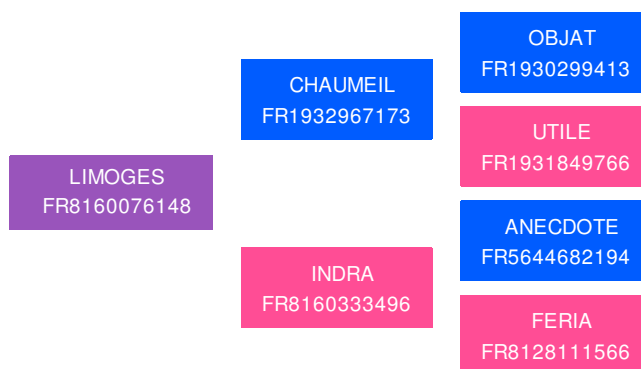 OBJAT
FR1930299413
CHAUMEIL
FR1932967173
UTILE
FR1931849766
LIMOGES
FR8160076148
ANECDOTE
FR5644682194
INDRA
FR8160333496
FERIA
FR8128111566